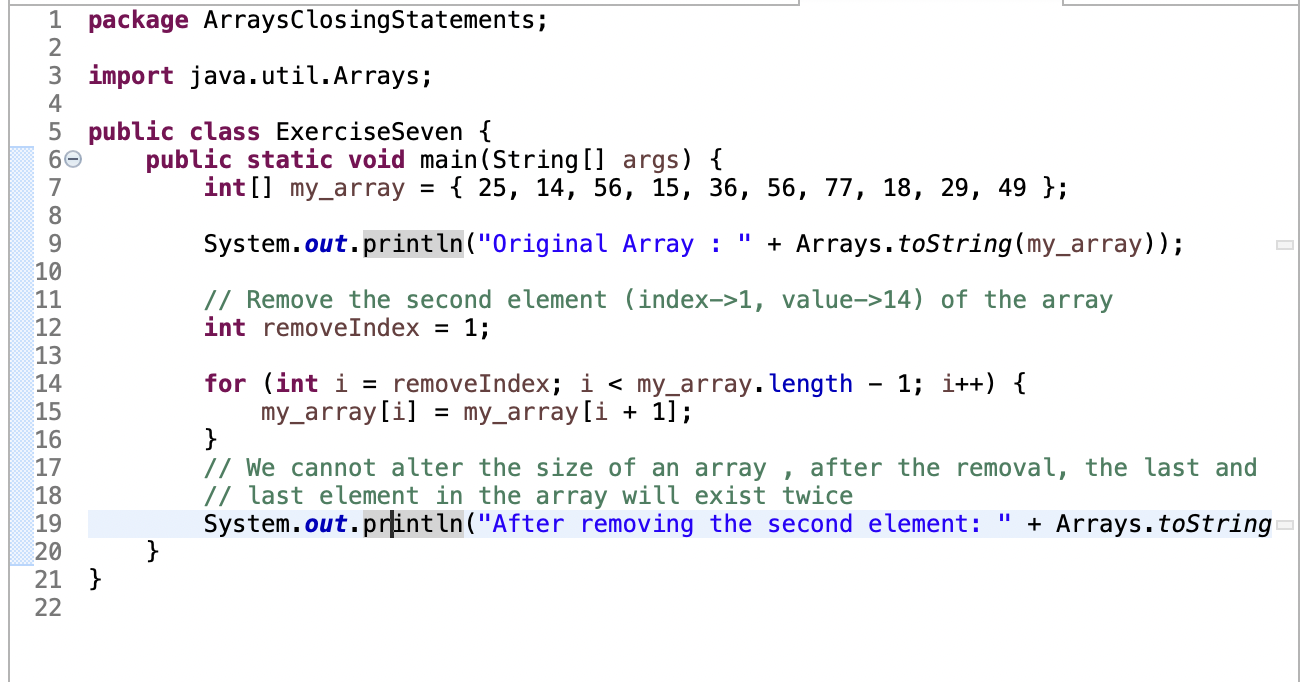 1 package ArraysClosingStatements;
2
3 import java.util.Arrays;
4
5 public class ExerciseSeven {
6 public static void main(String[] args) {
7 int[] my_array = { 25, 14, 56, 15, 36, 56, 77, 18, 29, 49 };
8
9 System.out.println("Original Array : " + Arrays.toString(my_array));
10
11 // Remove the second element (index->1, value->14) of the array
12 int removeIndex = 1;
13
14 for (int i = removeIndex; i < my_array.length - 1; i++) {
15 my_array[i] = my_array[i + 1];
16 }
17 // We cannot alter the size of an array , after the removal, the last and
18 // last element in the array will exist twice
19 System.out.println("After removing the second element: " + Arrays.toString
20 }
21 }
22